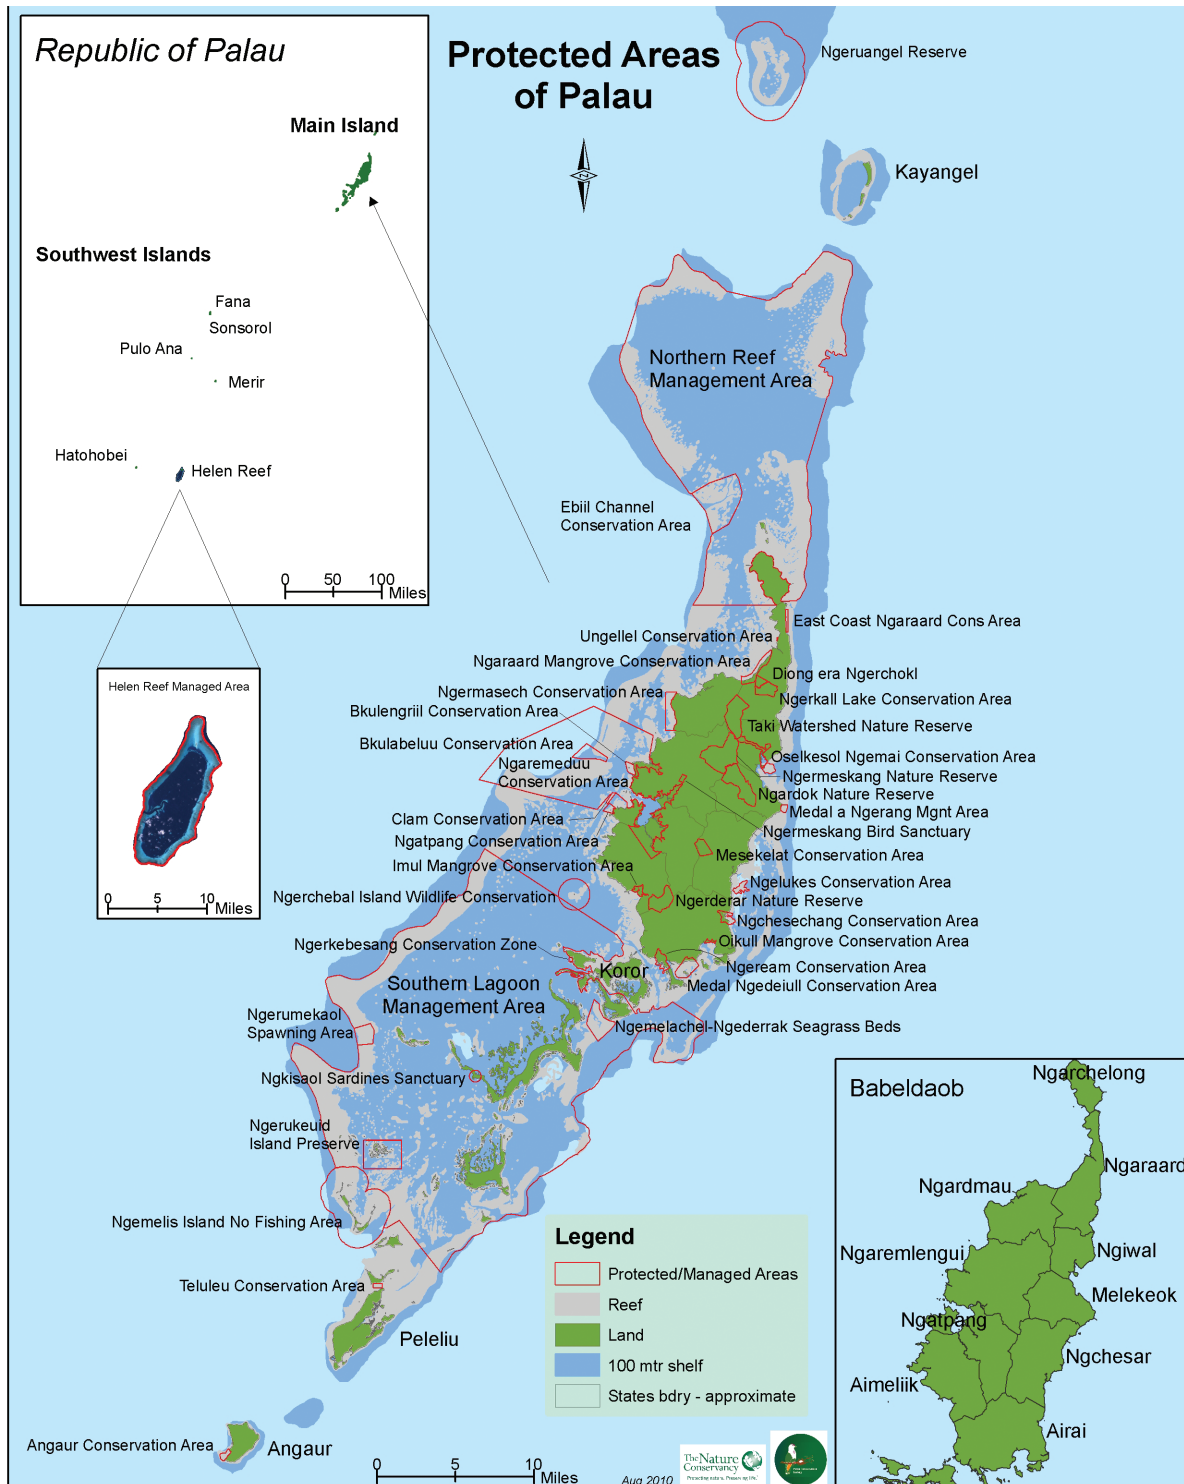 Republic of Palau
Main Island
Southwest Islands
Fana
Sonsorol
Pulo Ana
Merir
Hatohobei
Helen Reef
0 50 100
Miles
Helen Reef Managed Area
0 5 10
Miles
Protected Areas
of Palau
Z
Ngeruangel Reserve
Kayangel
Northern Reef
Management Area
Ebiil Channel
Conservation Area
East Coast Ngaraard Cons Area
Ungellel Conservation Area
Ngaraard Mangrove Conservation Area
Diong era Ngerchokl
Ngermasech Conservation Area
Ngerkall Lake Conservation Area
Bkulengriil Conservation Area
Taki Watershed Nature Reserve
Bkulabeluu Conservation Area
Oselkesol Ngemai Conservation Area
Ngaremeduu
Conservation Area
Ngermeskang Nature Reserve
Ngardok Nature Reserve
Medal a Ngerang Mgnt Area
Clam Conservation Area
Ngermeskang Bird Sanctuary
Ngatpang Conservation Area
Mesekelat Conservation Area
Imul Mangrove Conservation Area
Ngelukes Conservation Area
Ngerchebal Island Wildlife Conservation
Ngerderar Nature Reserve
Ngchesechang Conservation Area
Oikull Mangrove Conservation Area
Ngerkebesang Conservation Zone
Koror
Ngeream Conservation Area
Medal Ngedeiull Conservation Area
Southern Lagoon
Management Area
Ngerumekaol
Spawning Area
Ngemelachel-Ngederrak Seagrass Beds
Ngkisaol Sardines Sanctuary
Ngerukeuid
Island Preserve
Ngemelis Island No Fishing Area
Teluleu Conservation Area
Peleliu
Angaur Conservation Area
Angaur
Legend
Protected/Managed Areas
Reef
Land
100 mtr shelf
States bdry - approximate
0 5 10
Miles
Aug 2010
The Nature
Conservancy
Protecting nature. Preserving life.
Babeldaob
Ngarchelong
Ngaraard
Ngardmau
Ngaremlengui
Ngiwal
Melekeok
Ngatpang
Ngchesar
Aimeliik
Airai